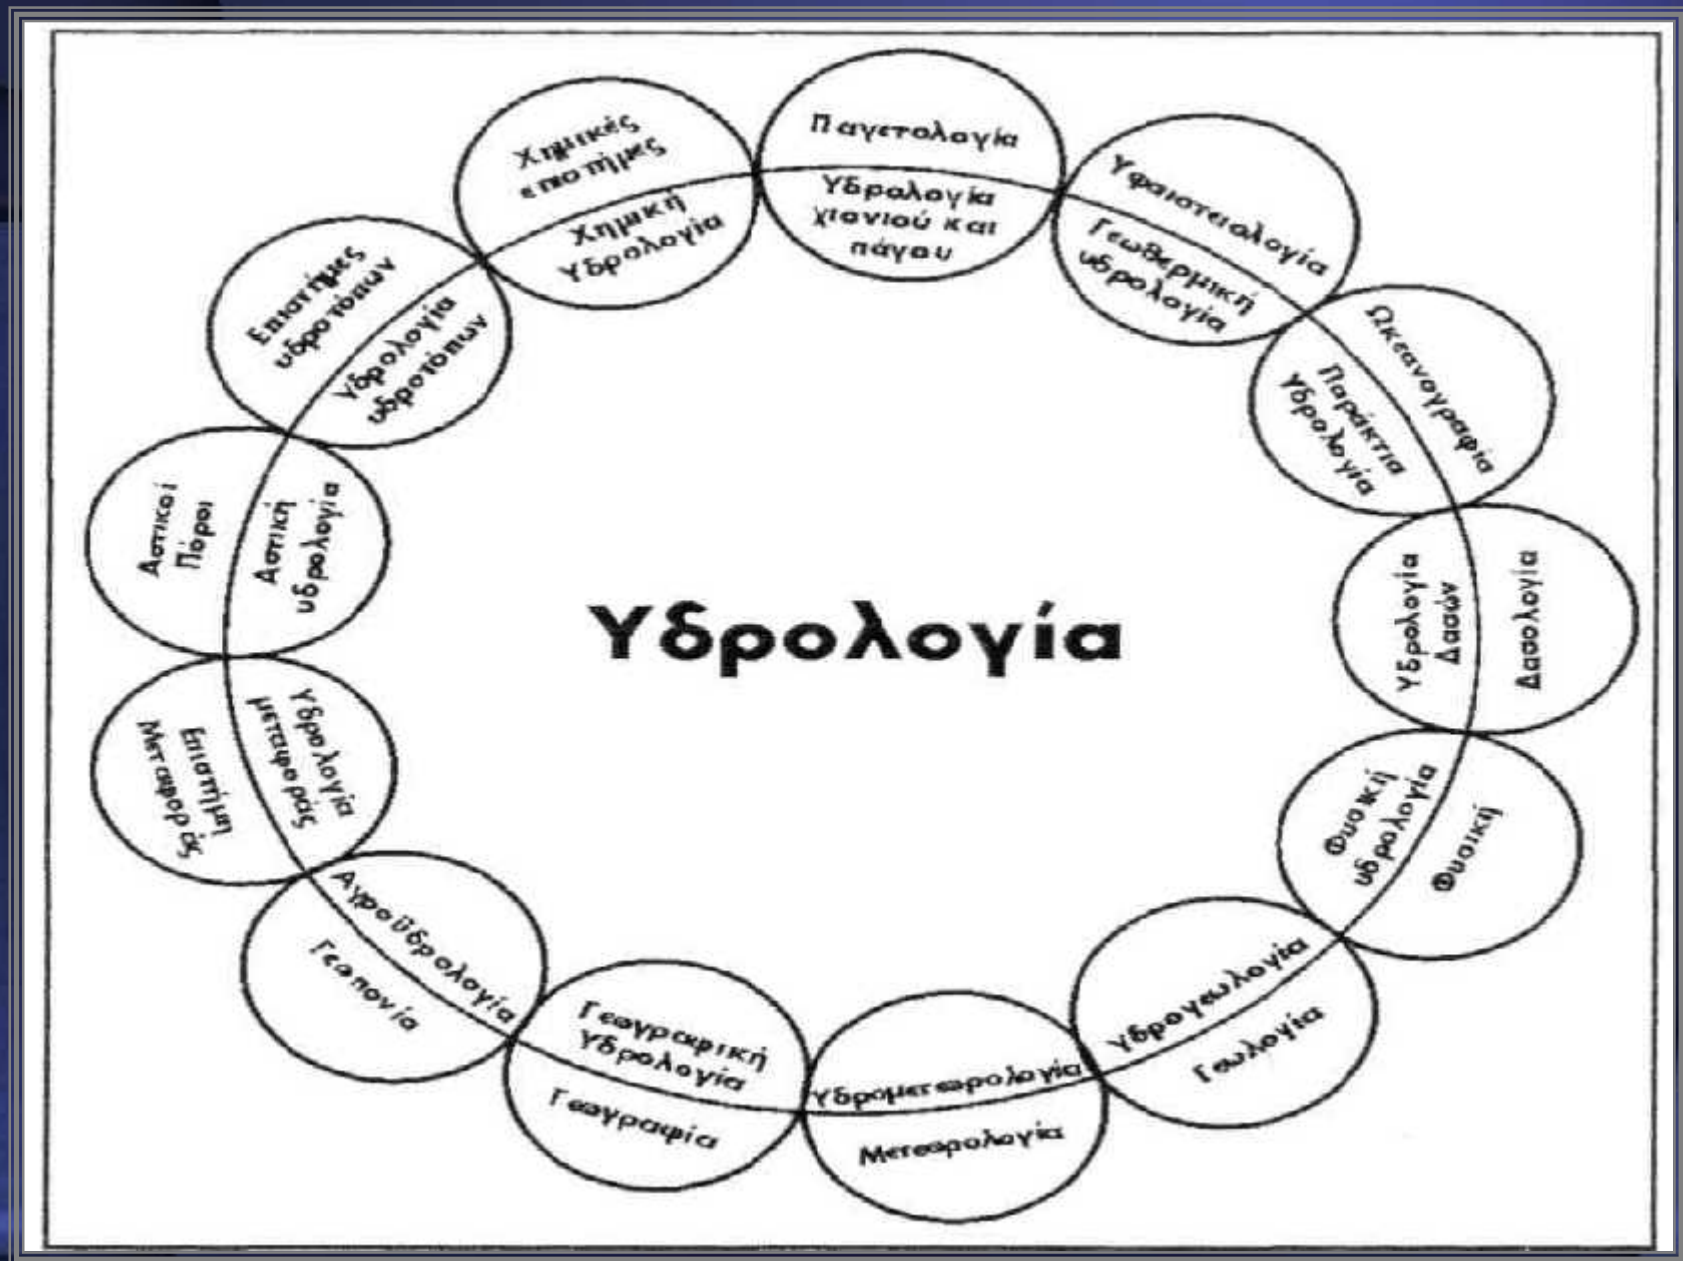 Παγετολογία
Υδρολογία
χιονιού και
πάγου
Υφαιστειολογία
Γεωθερμική
υδρολογία
Ωκεανογραφία
Παράκτια
Υδρολογία
Δασολογία
Υδρολογία
Δασών
Φυσική
υδρολογία
Φυσική
Υδρογεωλογία
Γεωλογία
Υδρομετεωρολογία
Μετεωρολογία
Γεωγραφική
Υδρολογία
Γεωγραφία
Αγροϋδρολογία
Γεωπονία
Υδρολογία
μεταφοράς
Επιστήμη
Μεταφοράς
Αστικοί
Πόροι
Αστική
υδρολογία
Επιστήμες
υδροτόπων
Υδρολογία
υδροτόπων
Χημικές
επιστήμες
Χημική
Υδρολογία
Υδρολογία